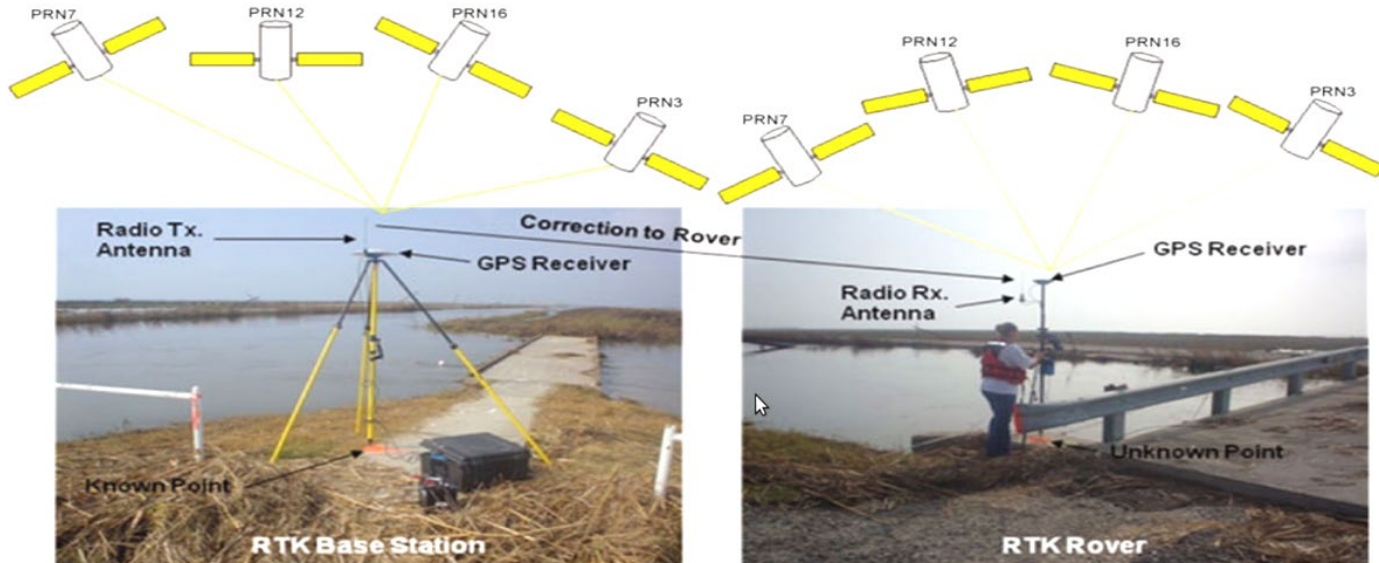 PRN7
PRN12
PRN16
PRN3
Radio Tx.
Antenna
GPS Receiver
Known Point
RTK Base Station
Correction to Rover
PRN7
PRN12
PRN16
PRN3
GPS Receiver
Radio Rx.
Antenna
Unknown Point
RTK Rover